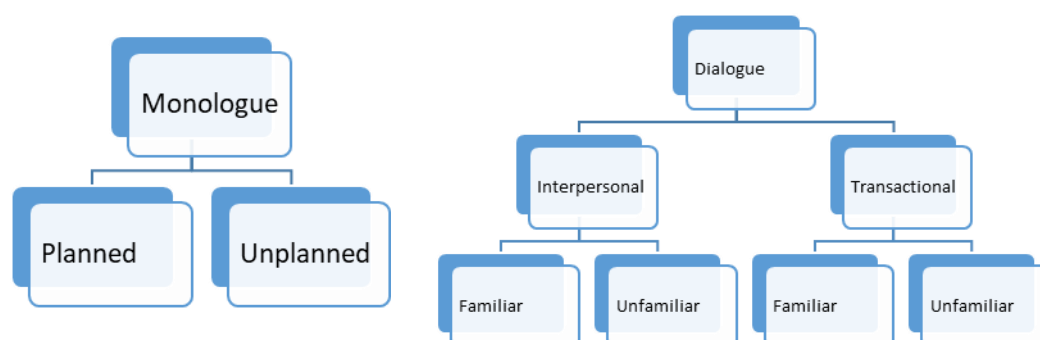 Monologue
Planned
Unplanned
Dialogue
Interpersonal
Transactional
Familiar
Unfamiliar
Familiar
Unfamiliar